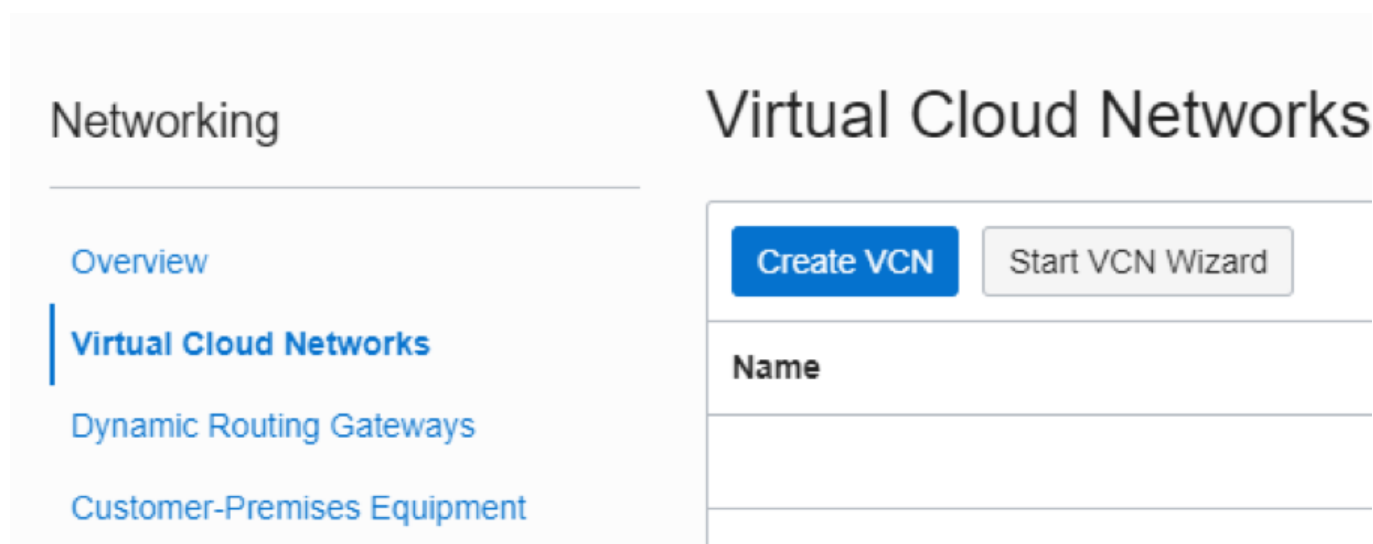 Networking
Overview
Virtual Cloud Networks
Dynamic Routing Gateways
Customer-Premises Equipment
Virtual Cloud Networks
Create VCN Start VCN Wizard
Name